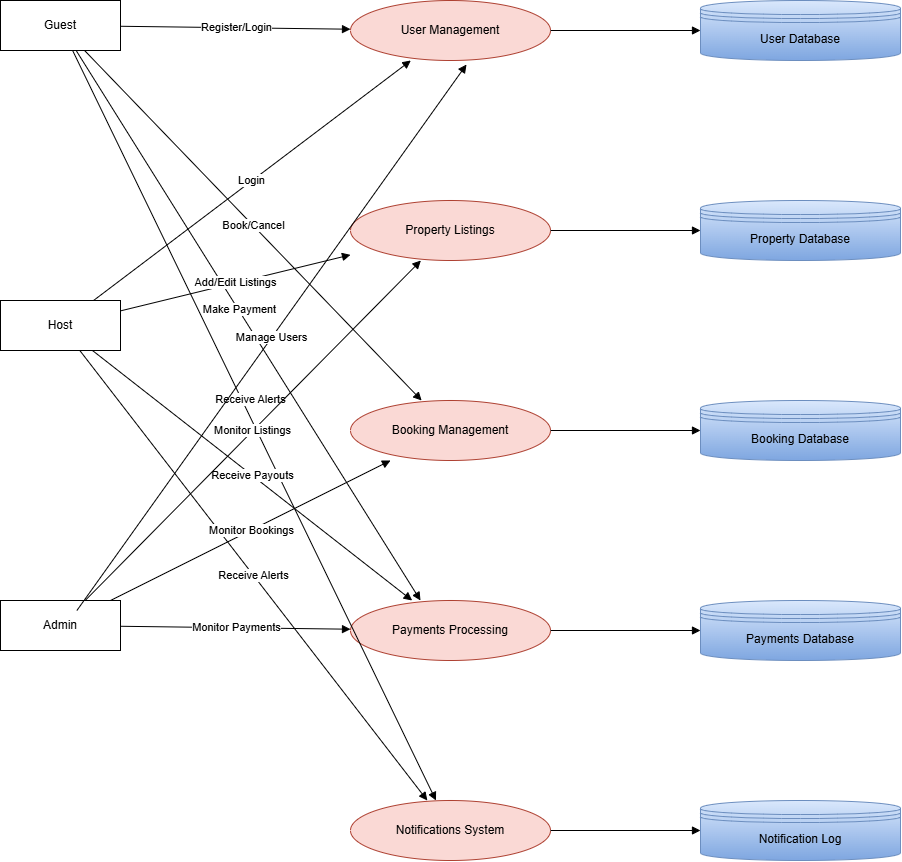 Guest
Register/Login
User Management
User Database
Login
Book/Cancel
Property Listings
Property Database
Add/Edit Listings
Make Payment
Host
Manage Users
Receive Alerts
Monitor Listings
Booking Management
Booking Database
Receive Payouts
Monitor Bookings
Receive Alerts
Admin
Monitor Payments
Payments Processing
Payments Database
Notifications System
Notification Log